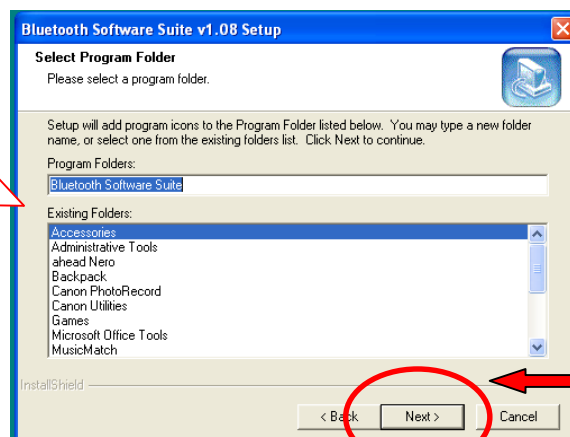 Bluetooth Software Suite v1.08 Setup
Select Program Folder
Please select a program folder.
Setup will add program icons to the Program Folder listed below. You may type a new folder
name, or select one from the existing folders list. Click Next to continue.
Program Folders:
Bluetooth Software Suite
Existing Folders:
Accessories
Administrative Tools
ahead Nero
Backpack
Canon PhotoRecord
Canon Utilities
Games
Microsoft Office Tools
MusicMatch
InstallShield
< Back
Next >
Cancel